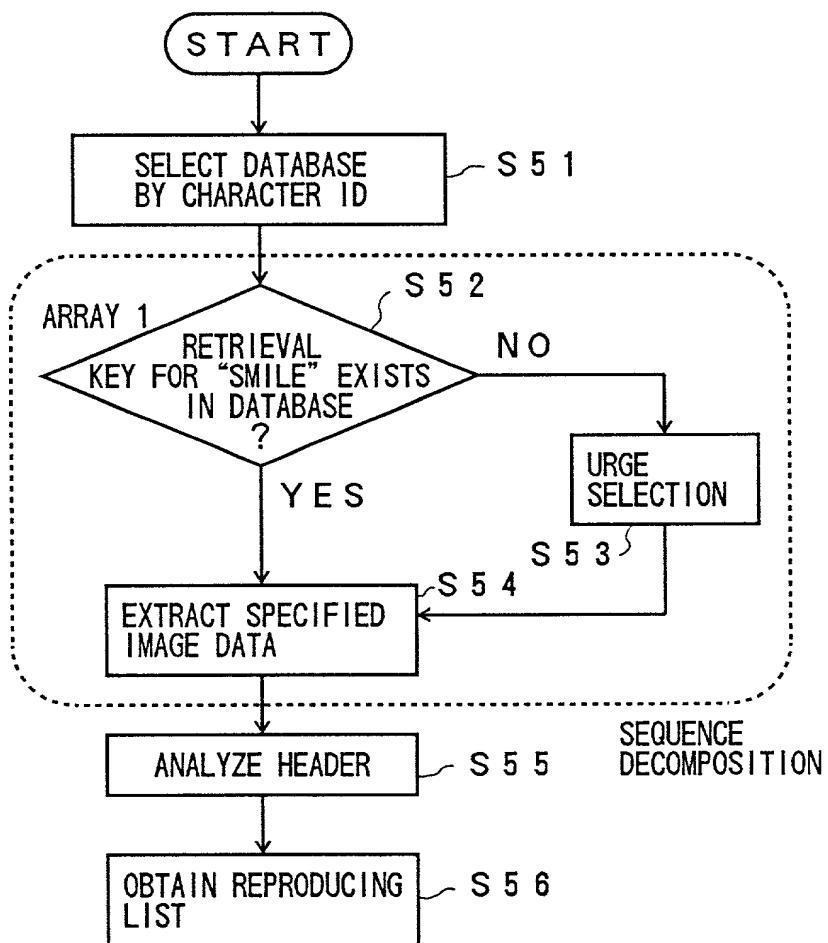 START
SELECT DATABASE
BY CHARACTER ID
S51
S52
ARRAY 1
RETRIEVAL
KEY FOR "SMILE" EXISTS
IN DATABASE
?
NO
YES
URGE
SELECTION
S53
S54
EXTRACT SPECIFIED
IMAGE DATA
SEQUENCE
DECOMPOSITION
ANALYZE HEADER
S55
OBTAIN REPRODUCING
LIST
S56